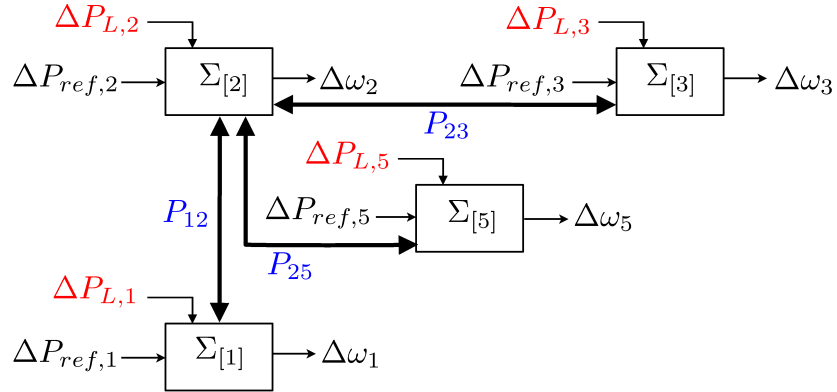 ΔP_{L,2}
ΔP_{L,3}
ΔP_{ref,2}
Σ_{[2]}
Δω_2
ΔP_{ref,3}
Σ_{[3]}
Δω_3
P_{23}
ΔP_{L,5}
P_{12}
ΔP_{ref,5}
Σ_{[5]}
Δω_5
P_{25}
ΔP_{L,1}
ΔP_{ref,1}
Σ_{[1]}
Δω_1